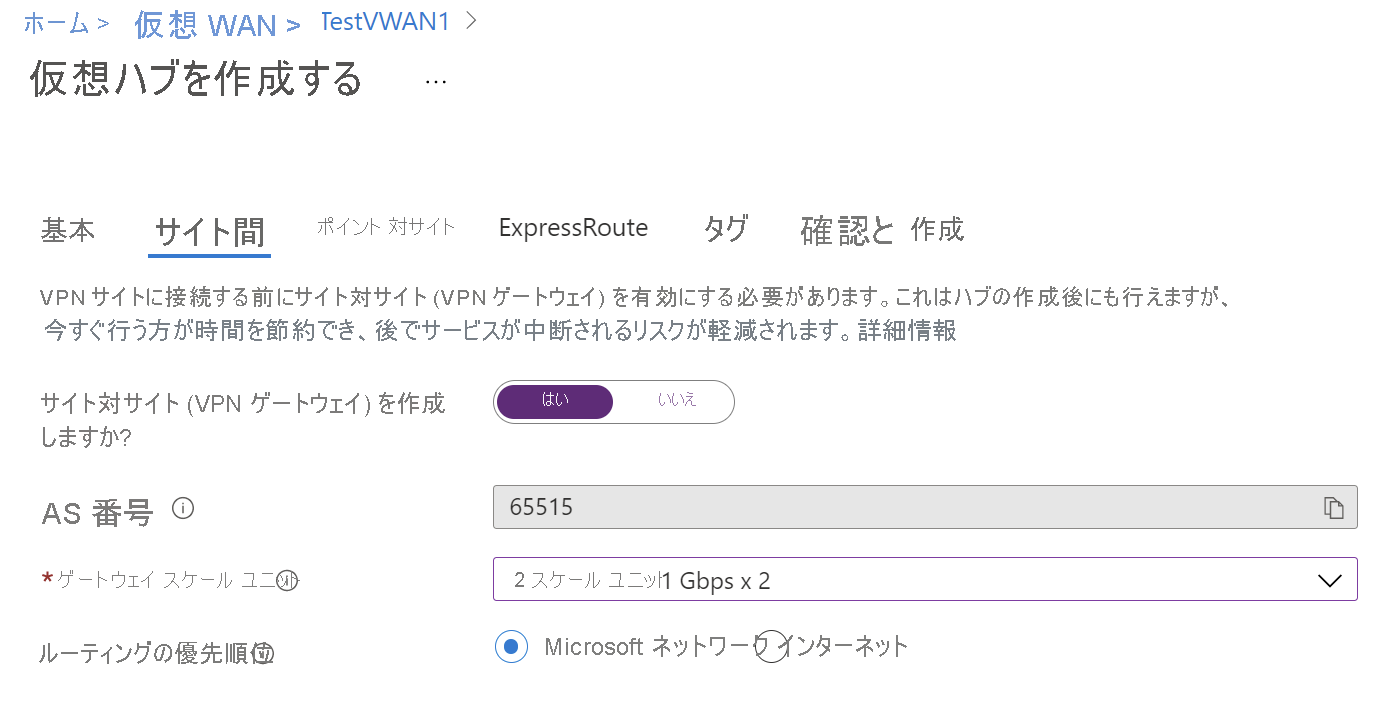 ホーム > 仮想 WAN > TestVWAN1 >
仮想ハブを作成する ...
基本 サイト間 ポイント 対サイト ExpressRoute タグ 確認と 作成
VPN サイトに接続する前にサイト対サイト (VPN ゲートウェイ) を有効にする必要があります。これはハブの作成後にも行えますが、
今すぐ行う方が時間を節約でき、後でサービスが中断されるリスクが軽減されます。詳細情報
サイト対サイト (VPN ゲートウェイ) を作成 はい いいえ
しますか?
AS 番号 65515
*ゲートウェイ スケール ユニット 2 スケール ユニット 1 Gbps x 2
ルーティングの優先順位 Microsoft ネットワーク インターネット